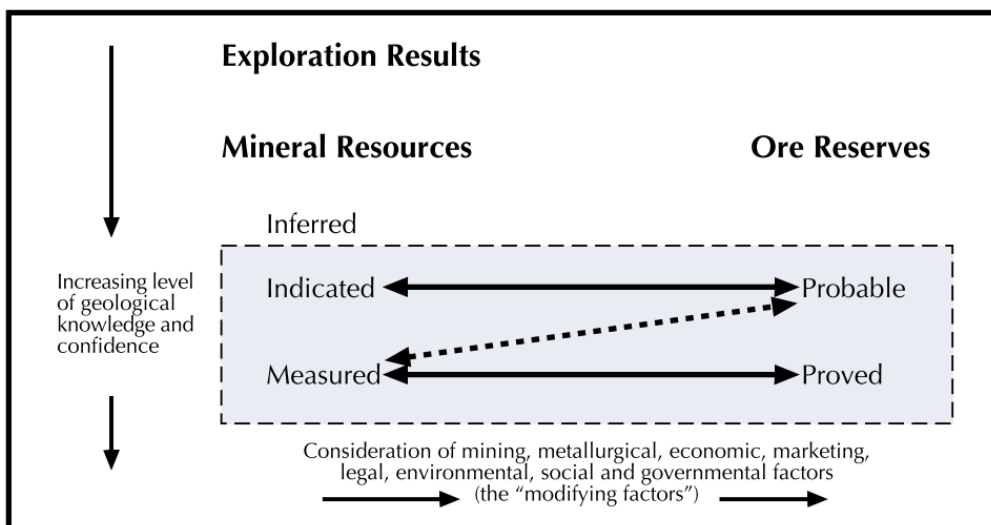 Exploration Results
Mineral Resources
Ore Reserves
Inferred
Increasing level
of geological
knowledge and
confidence
Indicated
Probable
Measured
Proved
Consideration of mining, metallurgical, economic, marketing,
legal, environmental, social and governmental factors
(the “modifying factors”)